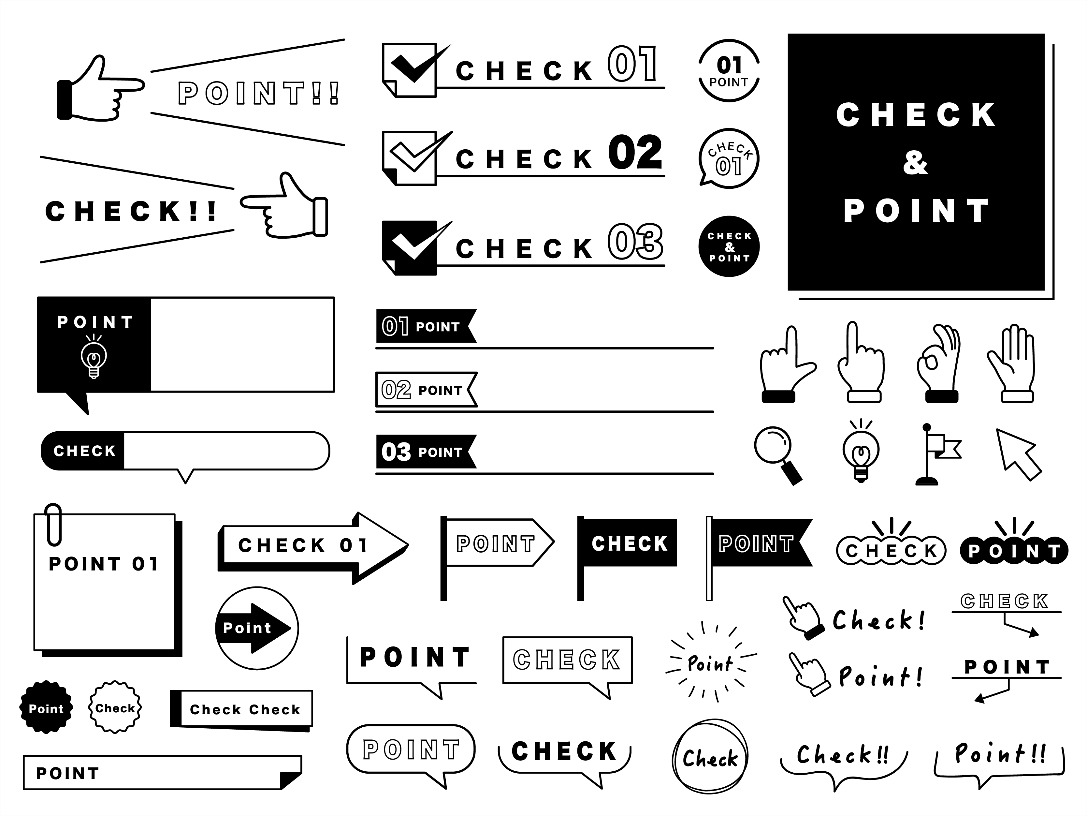 POINT!!
CHECK 01
01
POINT
CHECK
&
POINT
CHECK 02
CHECK
01
CHECK!!
CHECK 03
CHECK
&
POINT
POINT
01 POINT
02 POINT
CHECK
03 POINT
POINT 01
CHECK 01
POINT
CHECK
POINT
CHECK
POINT
Point
Check!
CHECK
POINT
CHECK
Point
Point!
POINT
Point
Check
Check Check
POINT
CHECK
Check
Check!!
Point!!
POINT